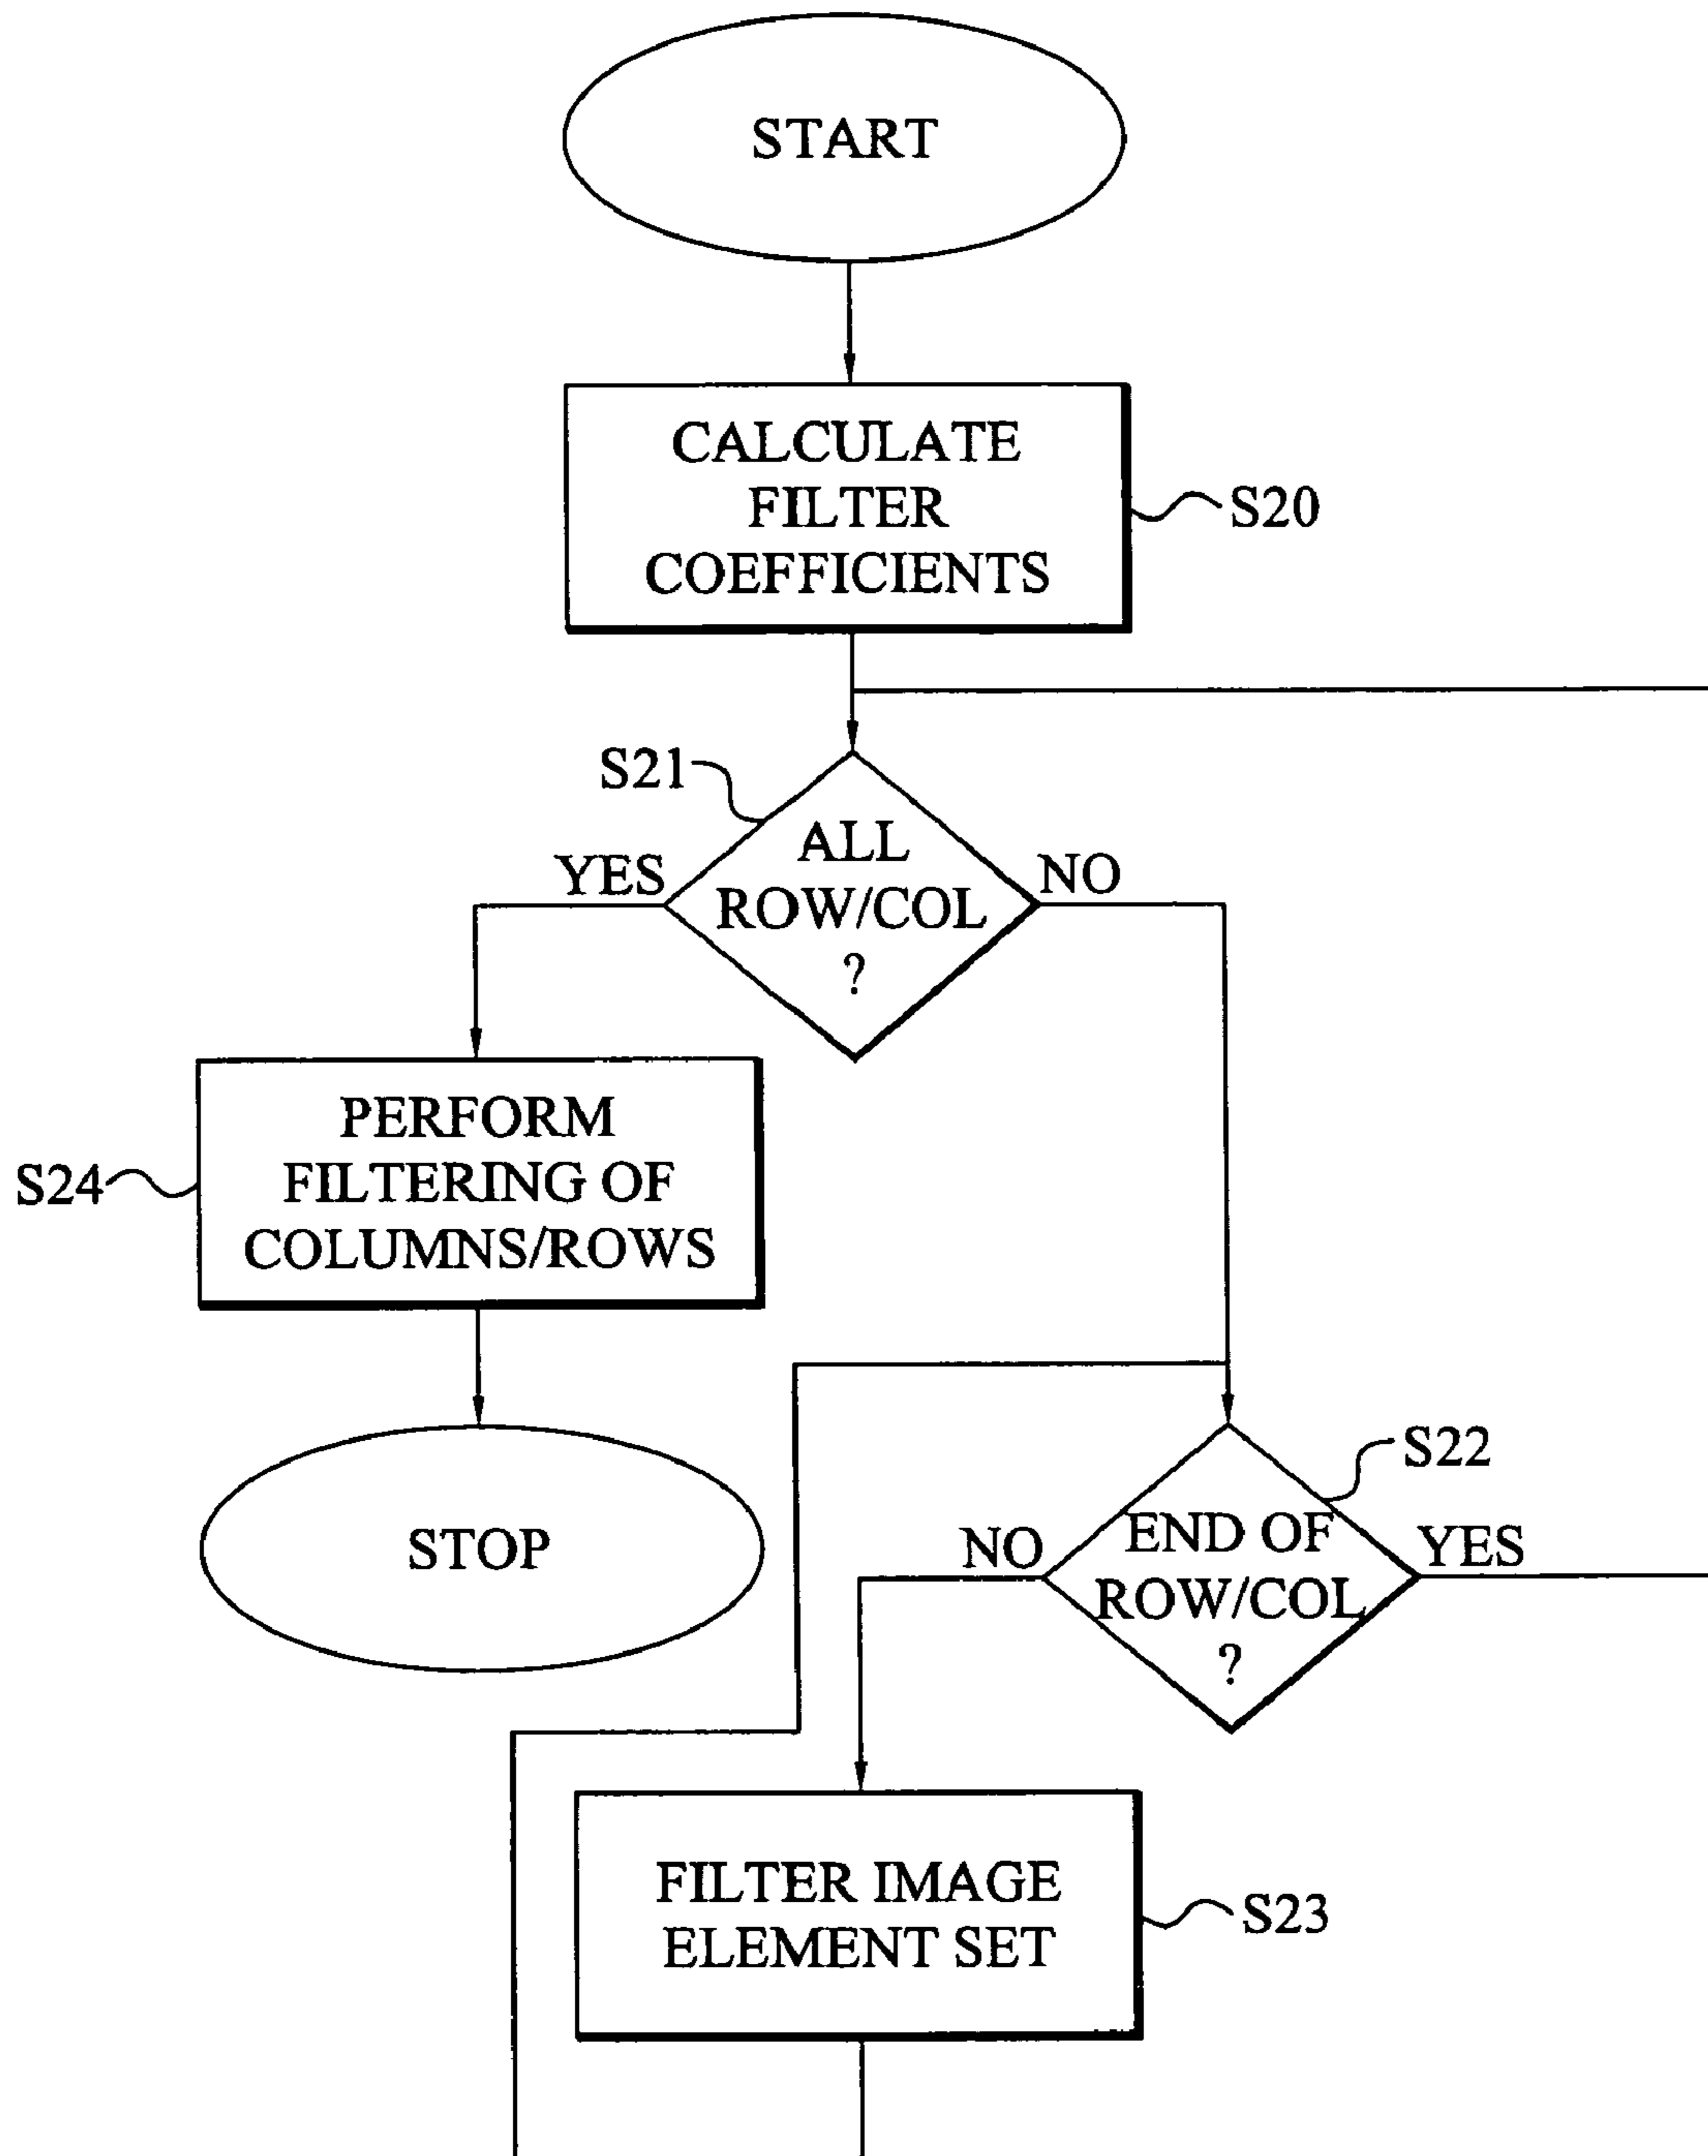 START
CALCULATE
FILTER
COEFFICIENTS
S20
S21
ALL
ROW/COL
?
YES
NO
PERFORM
FILTERING OF
COLUMNS/ROWS
S24
STOP
S22
END OF
ROW/COL
?
NO
YES
FILTER IMAGE
ELEMENT SET
S23